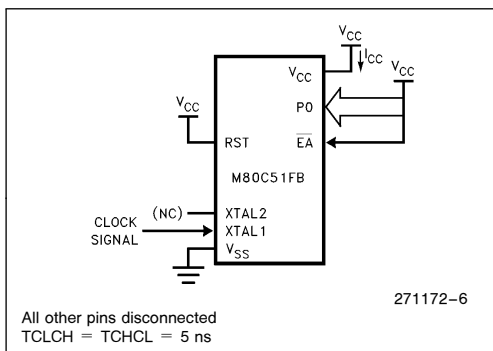 V_CC
I_CC
V_CC
V_CC
P0
V_CC
RST
E̅A̅
M80C51FB
(NC)
XTAL2
CLOCK
SIGNAL
XTAL1
V_SS
271172–6
All other pins disconnected
TCLCH = TCHCL = 5 ns